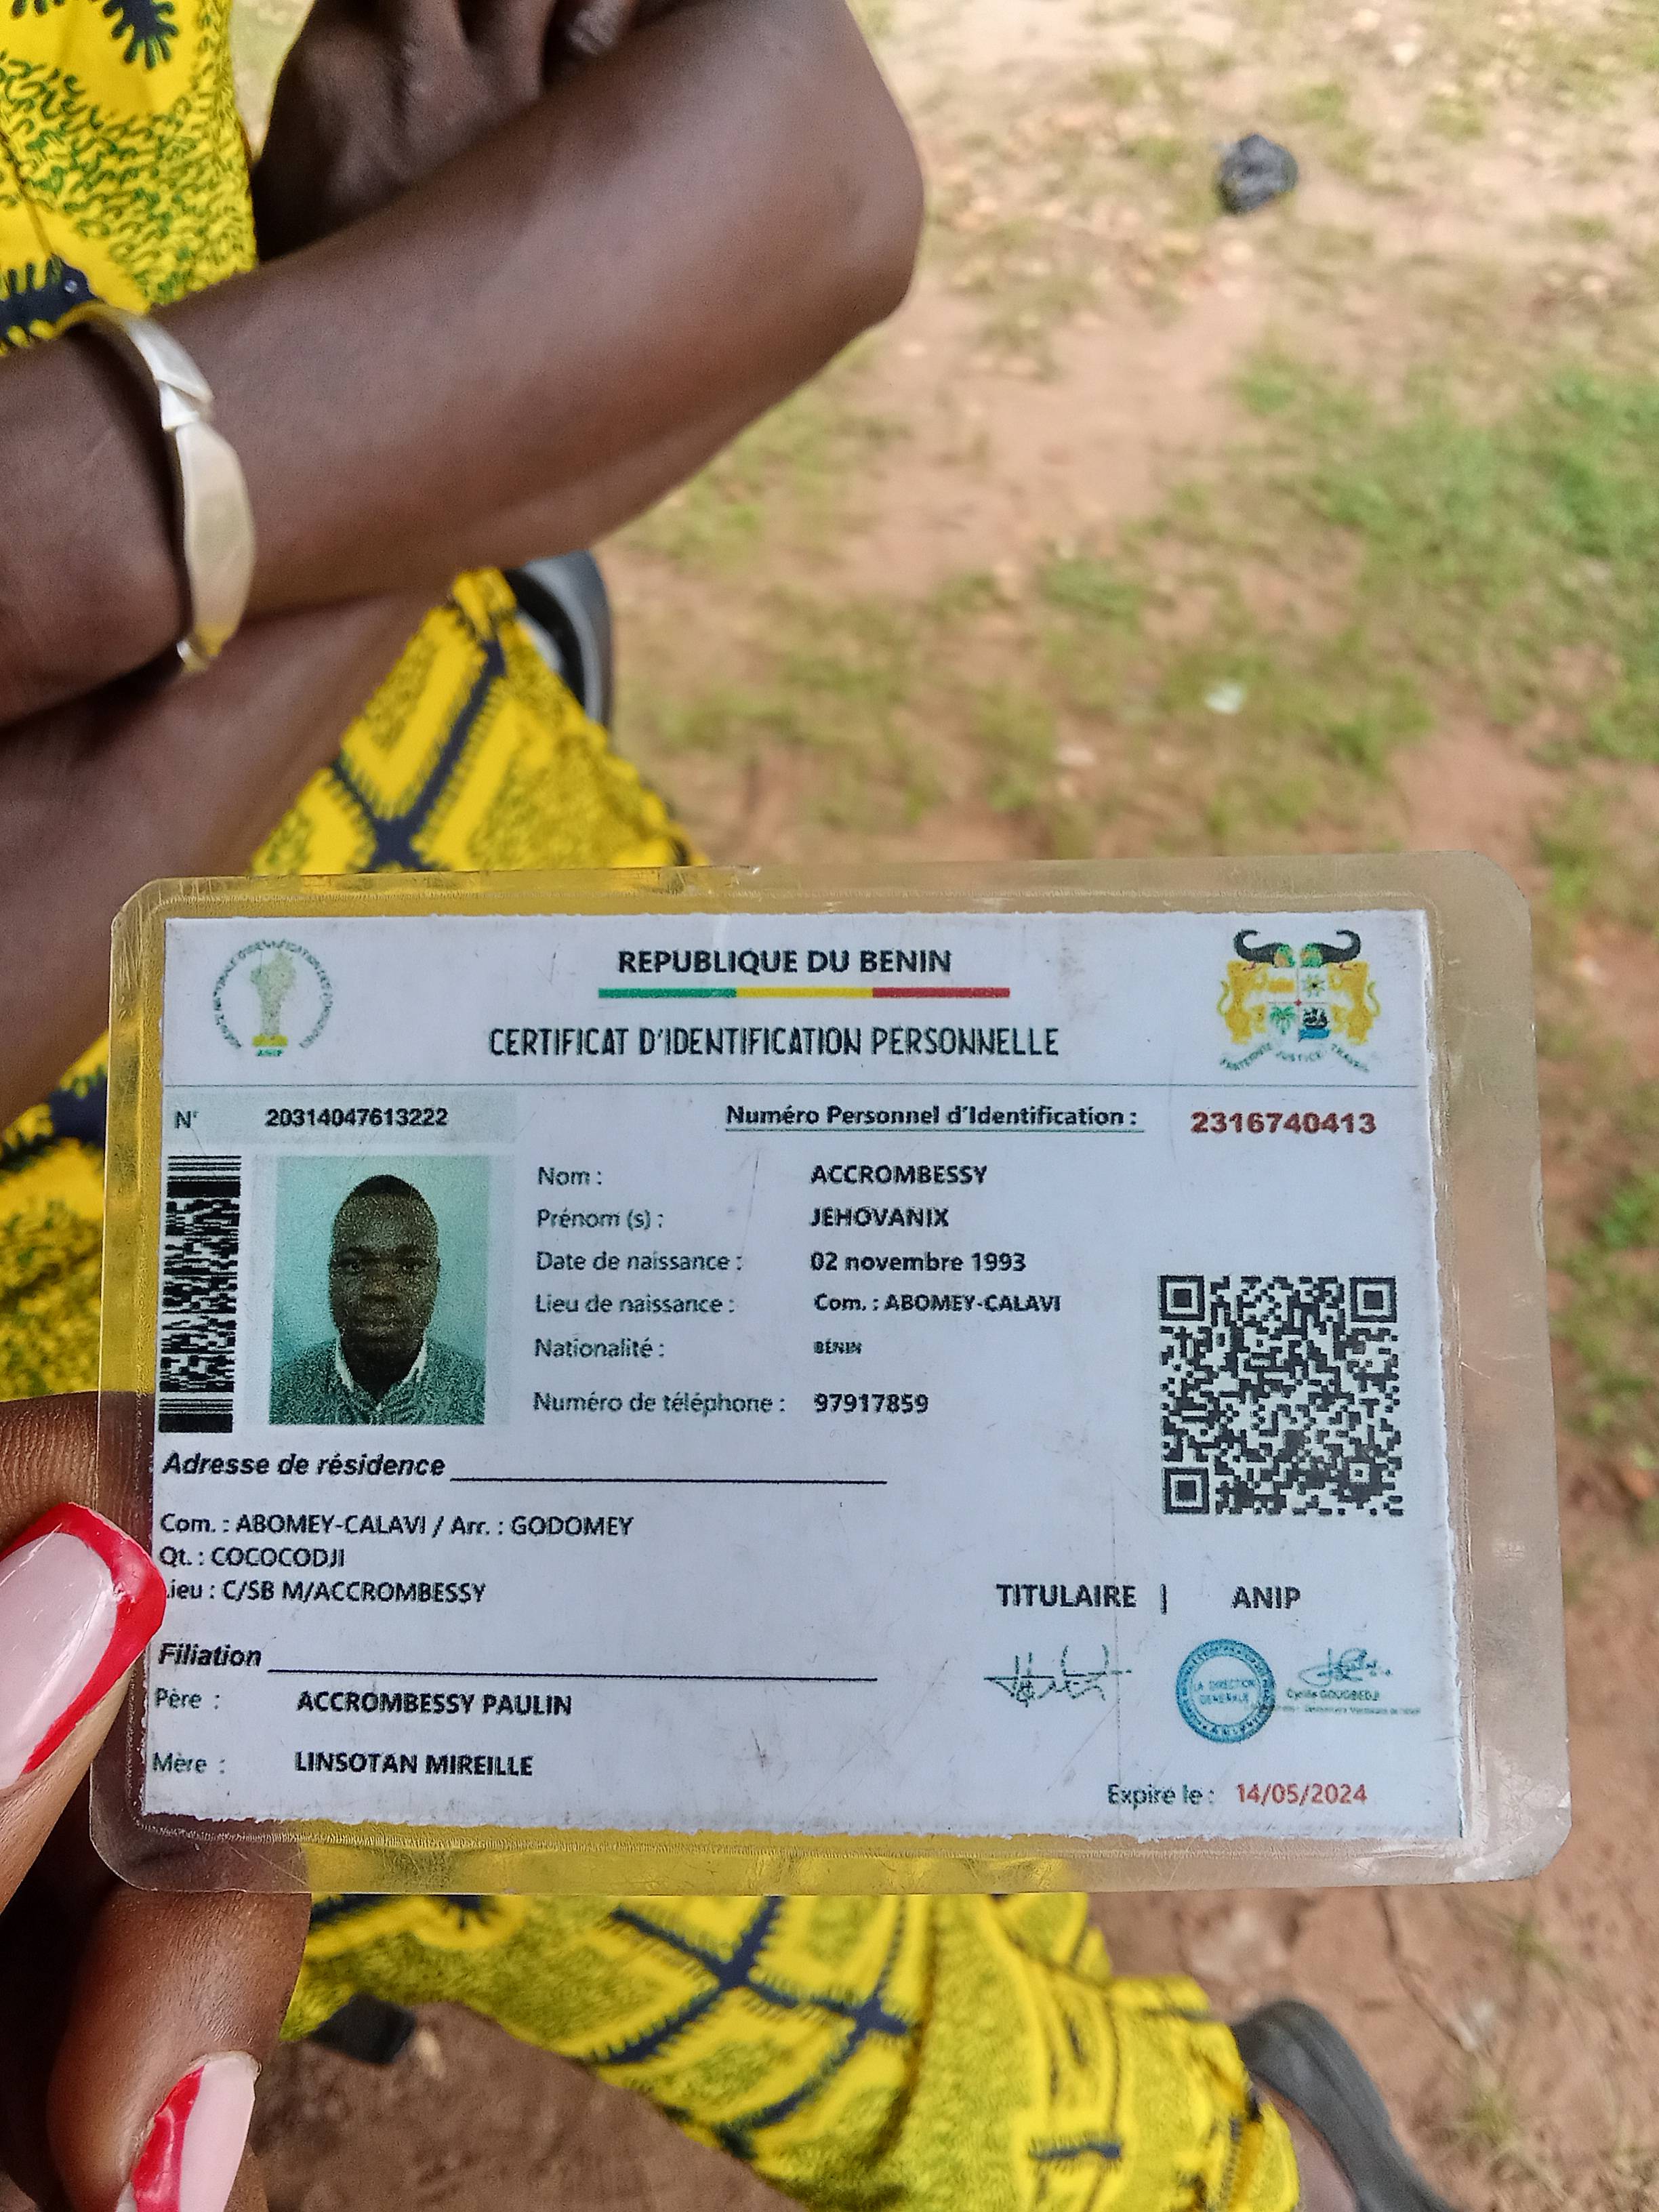 REPUBLIQUE DU BENIN
CERTIFICAT D'IDENTIFICATION PERSONNELLE
ANIP
FRATERNITE JUSTICE TRAVAIL
N° 20314047613222 Numéro Personnel d'Identification : 2316740413
Nom : ACCROMBESSY
Prénom (s) : JEHOVANIX
Date de naissance : 02 novembre 1993
Lieu de naissance : Com. : ABOMEY-CALAVI
Nationalité : BÉNIN
Numéro de téléphone : 97917859
Adresse de résidence
Com. : ABOMEY-CALAVI / Arr. : GODOMEY
Qt. : COCOCODJI
ieu : C/SB M/ACCROMBESSY
TITULAIRE | ANIP
Filiation
Père : ACCROMBESSY PAULIN
Mère : LINSOTAN MIREILLE
LA DIRECTION
GENERALE
Cyrille GOUGBEDJI
Expire le : 14/05/2024